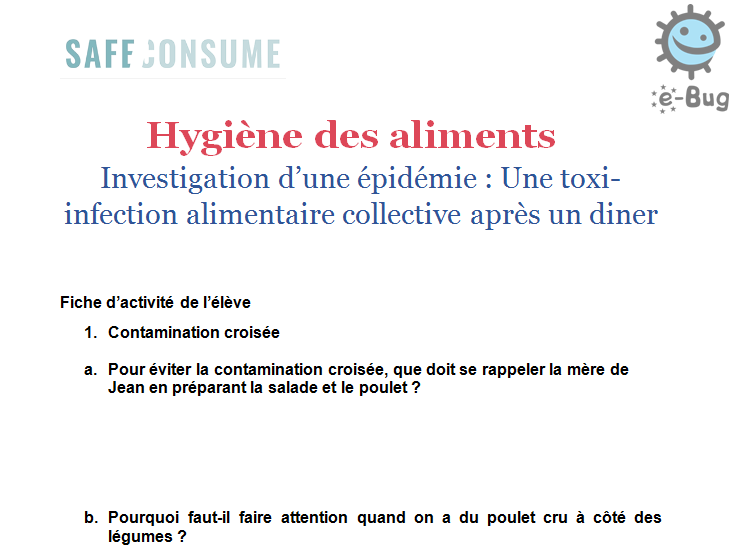 SAFE CONSUME
e-Bug
Hygiène des aliments
Investigation d’une épidémie : Une toxi-
infection alimentaire collective après un diner
Fiche d’activité de l’élève
1. Contamination croisée
a. Pour éviter la contamination croisée, que doit se rappeler la mère de
Jean en préparant la salade et le poulet ?
b. Pourquoi faut-il faire attention quand on a du poulet cru à côté des
légumes ?